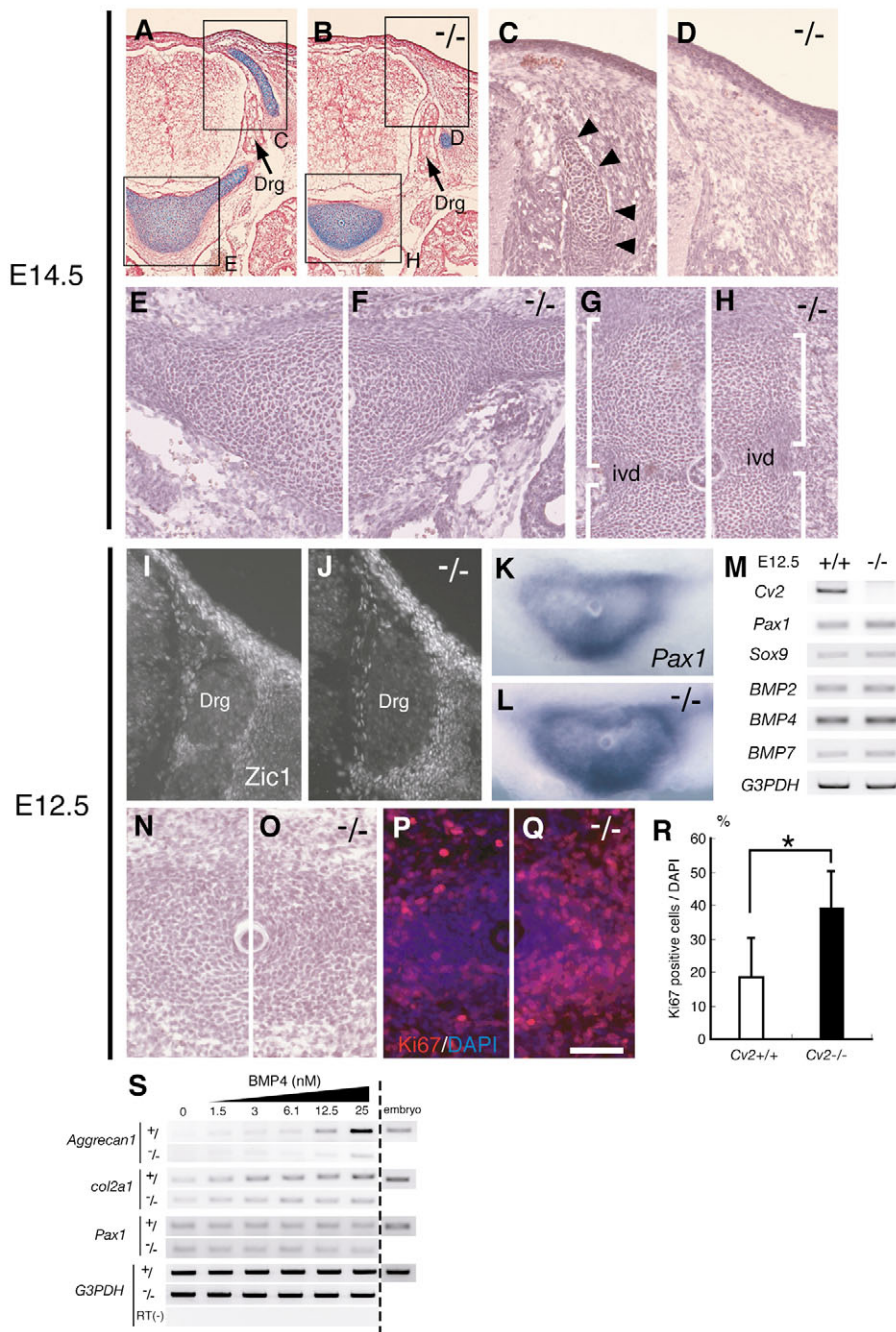 E14.5
A
C
Drg
E
B
-/-
D
Drg
H
C
D
-/-
E
F
-/-
G
H
-/-
ivd
ivd
E12.5
I
Drg
Zic1
J
-/-
Drg
K
Pax1
L
-/-
M
E12.5 +/+ -/-
Cv2
Pax1
Sox9
BMP2
BMP4
BMP7
G3PDH
N
O
-/-
P
Ki67/DAPI
Q
-/-
R
%
Ki67 positive cells / DAPI
60
50
40
30
20
10
0
*
Cv2+/+ Cv2-/-
S
BMP4 (nM)
0 1.5 3 6.1 12.5 25 embryo
Aggrecan1 +/
-/-
col2a1 +/
-/-
Pax1 +/
-/-
G3PDH +/
-/-
RT(-)